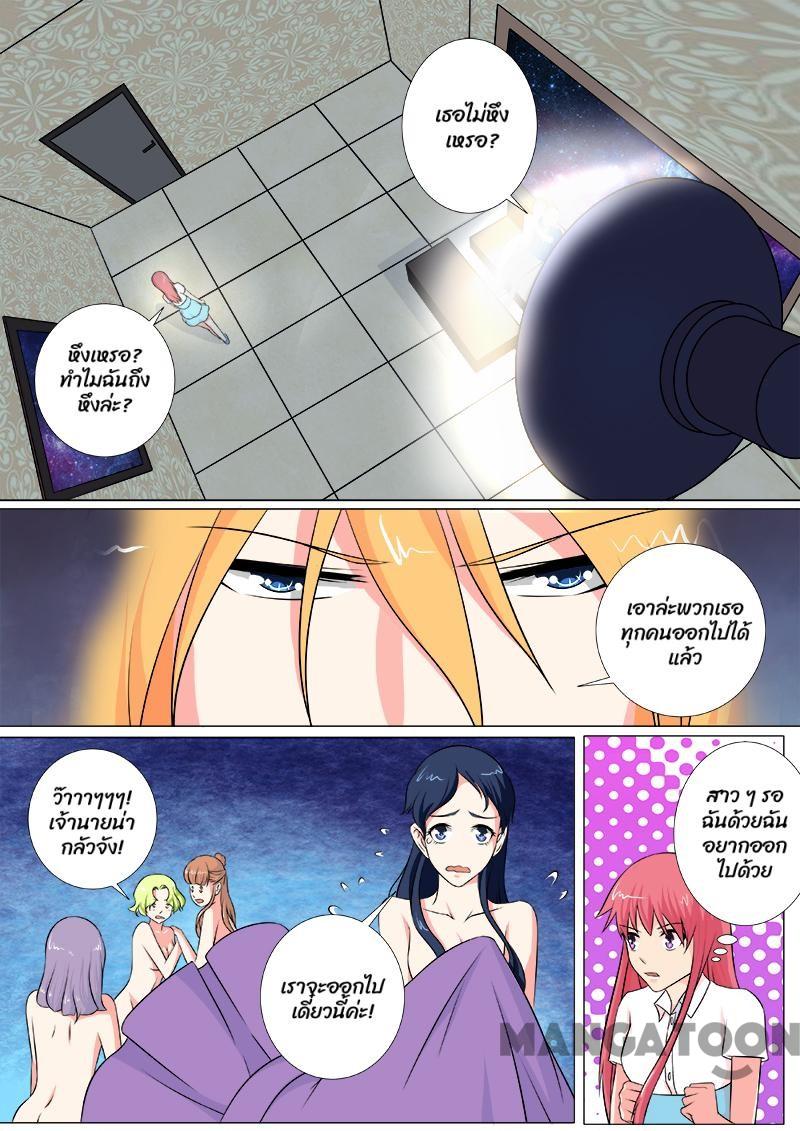 เธอไม่หึง
เหรอ?
หึงเหรอ?
ทำไมฉันถึง
หึงล่ะ?
เอาล่ะพวกเธอ
ทุกคนออกไปได้
แล้ว
ว๊าาาๆๆๆ!
เจ้านายน่า
กลัวจัง!
เราจะออกไป
เดี๋ยวนี้ค่ะ!
สาว ๆ รอ
ฉันด้วยฉัน
อยากออก
ไปด้วย
MANGATOON